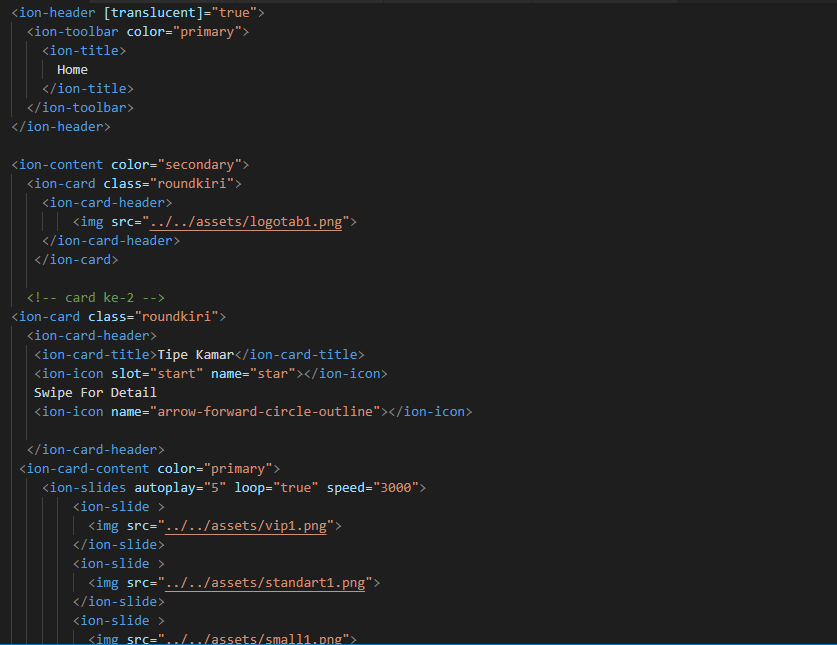 <ion-header [translucent]="true">
<ion-toolbar color="primary">
<ion-title>
Home
</ion-title>
</ion-toolbar>
</ion-header>
<ion-content color="secondary">
<ion-card class="roundkiri">
<ion-card-header>
<img src="../../assets/logotab1.png">
</ion-card-header>
</ion-card>
<!-- card ke-2 -->
<ion-card class="roundkiri">
<ion-card-header>
<ion-card-title>Tipe Kamar</ion-card-title>
<ion-icon slot="start" name="star"></ion-icon>
Swipe For Detail
<ion-icon name="arrow-forward-circle-outline"></ion-icon>
</ion-card-header>
<ion-card-content color="primary">
<ion-slides autoplay="5" loop="true" speed="3000">
<ion-slide >
<img src="../../assets/vip1.png">
</ion-slide>
<ion-slide >
<img src="../../assets/standart1.png">
</ion-slide>
<ion-slide >
<img src="../../assets/small1.png">